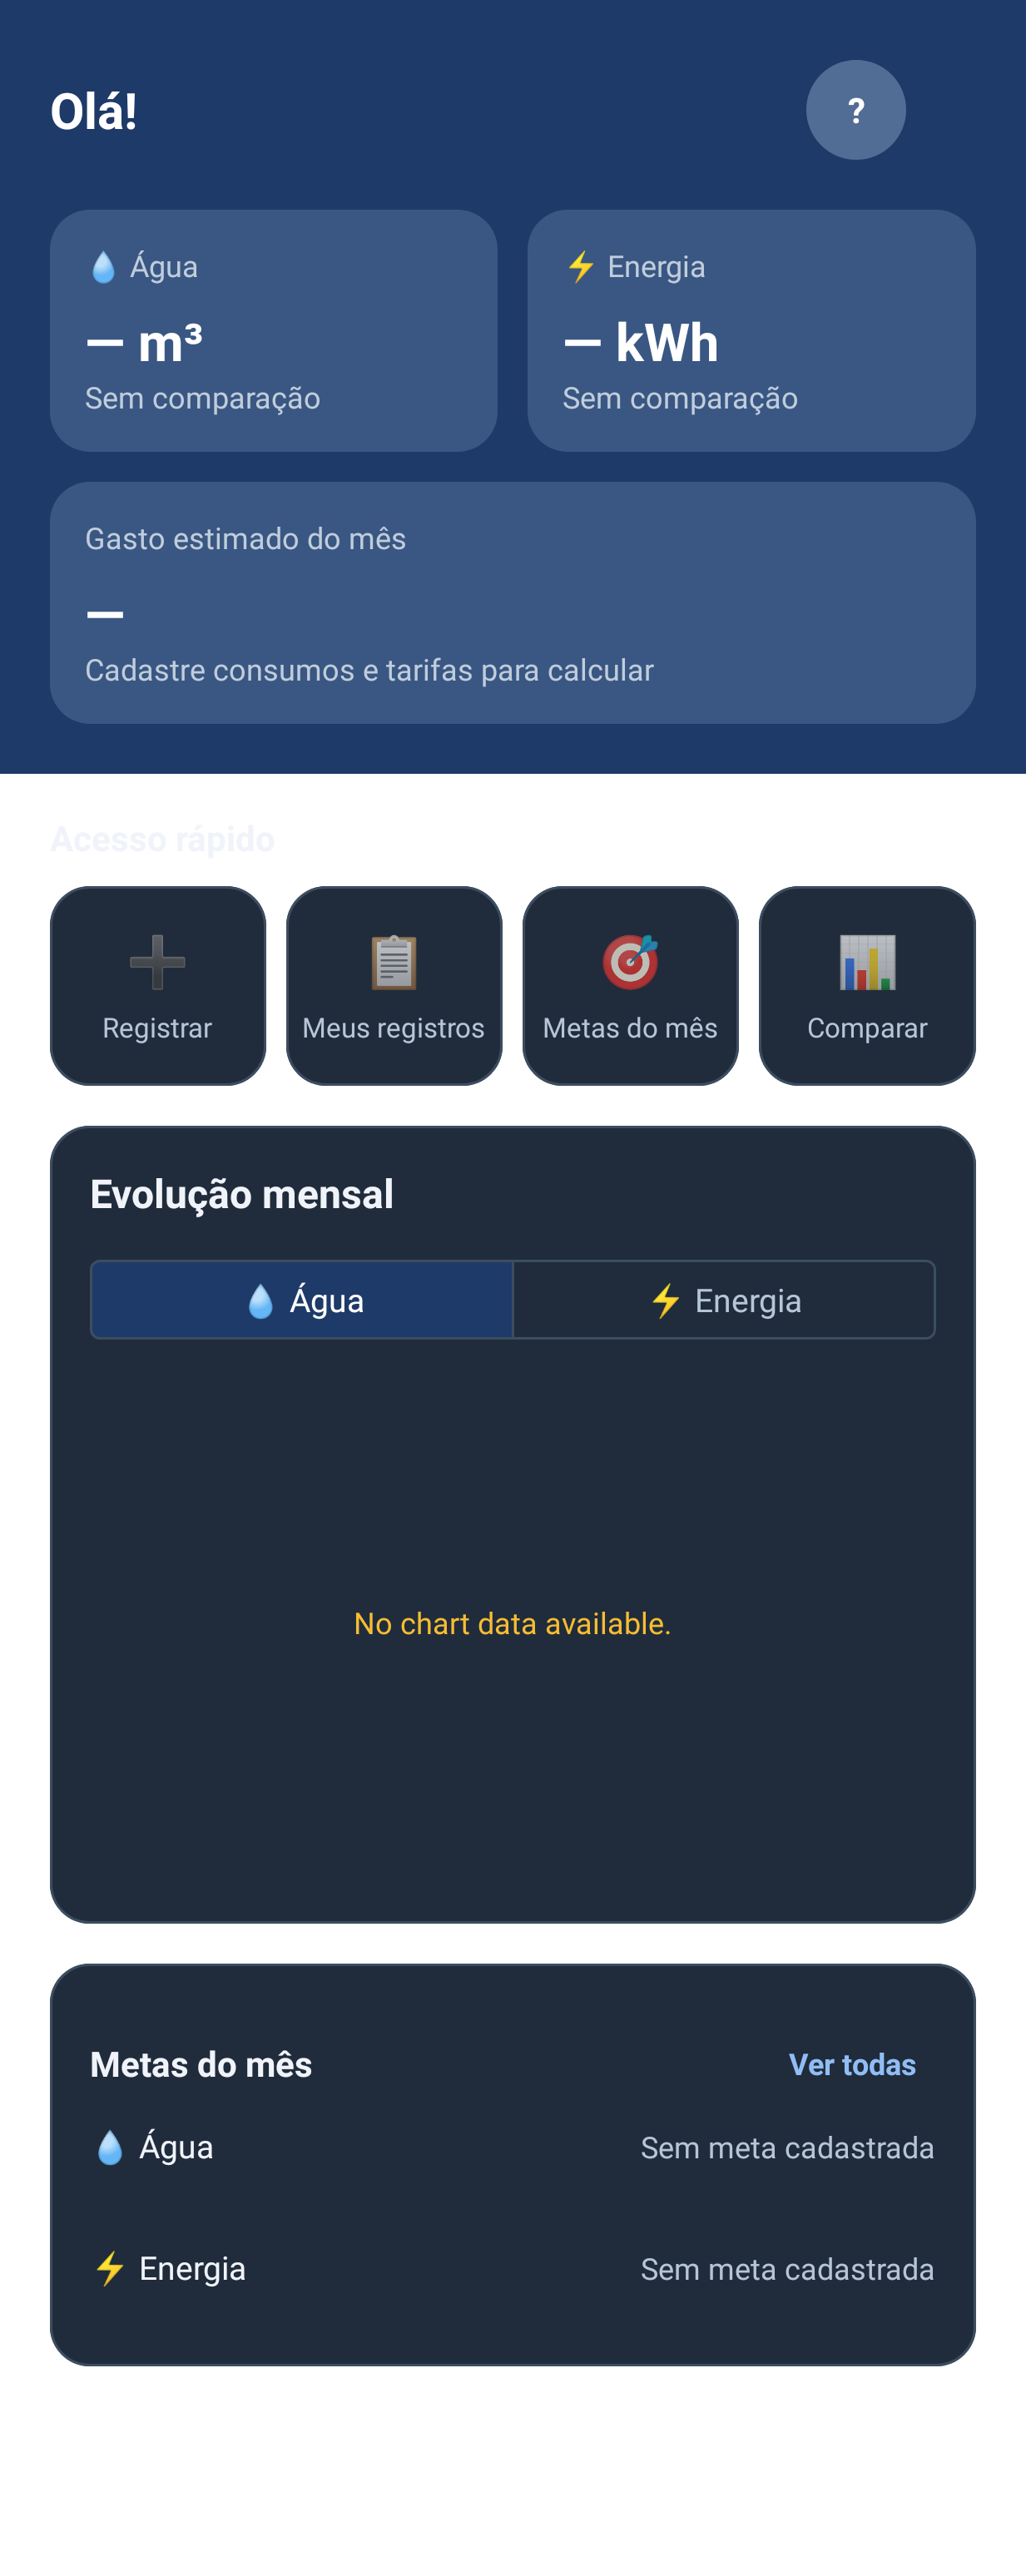 Olá!
?
💧 Água
— m³
Sem comparação
⚡ Energia
— kWh
Sem comparação
Gasto estimado do mês
—
Cadastre consumos e tarifas para calcular
Acesso rápido
Registrar
Meus registros
Metas do mês
Comparar
Evolução mensal
💧 Água
⚡ Energia
No chart data available.
Metas do mês
Ver todas
💧 Água
Sem meta cadastrada
⚡ Energia
Sem meta cadastrada